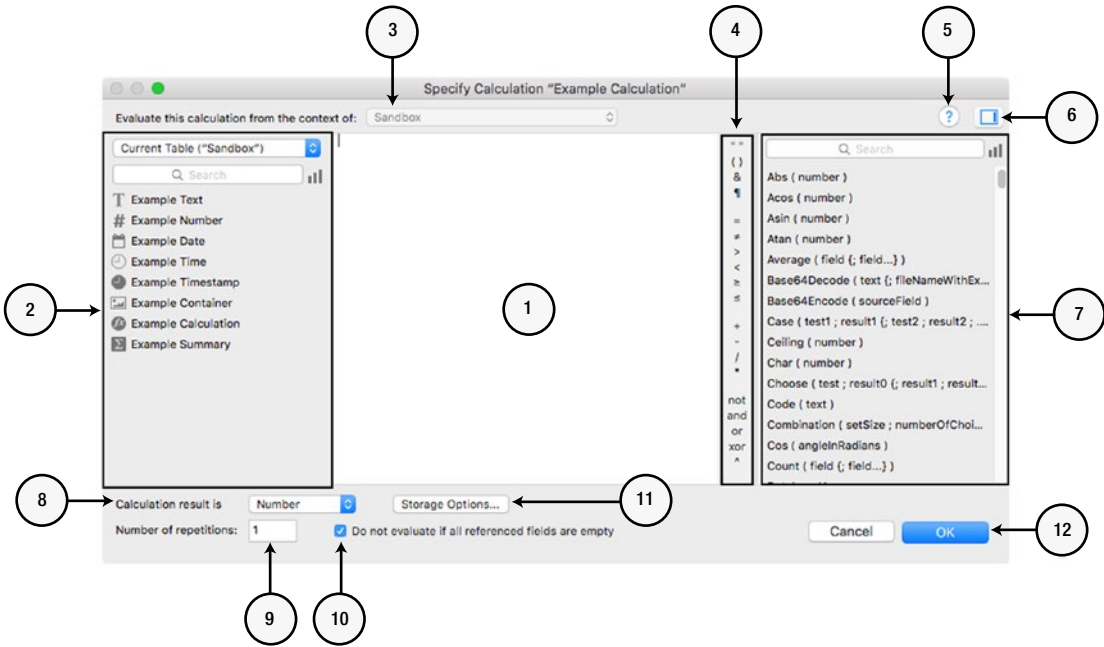 3
4
5
Specify Calculation "Example Calculation"
Evaluate this calculation from the context of: Sandbox
?
6
Current Table ("Sandbox")
Search
T Example Text
# Example Number
Example Date
Example Time
Example Timestamp
Example Container
Example Calculation
Σ Example Summary
2
1
" "
( )
&
¶
=
≠
>
<
≥
≤
+
-
/
*
not
and
or
xor
^
Search
Abs ( number )
Acos ( number )
Asin ( number )
Atan ( number )
Average ( field {; field...} )
Base64Decode ( text {; fileNameWithEx...
Base64Encode ( sourceField )
Case ( test1 ; result1 {; test2 ; result2 ; ....
Ceiling ( number )
Char ( number )
Choose ( test ; result0 {; result1 ; result...
Code ( text )
Combination ( setSize ; numberOfChoi...
Cos ( angleInRadians )
Count ( field {; field...} )
7
8
Calculation result is Number Storage Options...
11
Number of repetitions: 1 Do not evaluate if all referenced fields are empty
Cancel OK
12
9
10